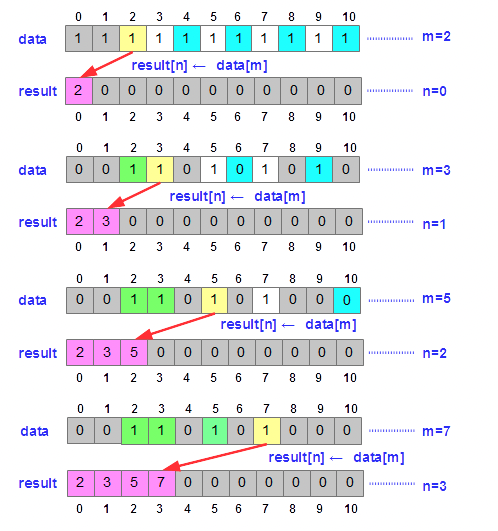 0 1 2 3 4 5 6 7 8 9 10
data 1 1 1 1 1 1 1 1 1 1 1 m=2
result[n] ← data[m]
result 2 0 0 0 0 0 0 0 0 0 0 n=0
0 1 2 3 4 5 6 7 8 9 10
0 1 2 3 4 5 6 7 8 9 10
data 0 0 1 1 0 1 0 1 0 1 0 m=3
result[n] ← data[m]
result 2 3 0 0 0 0 0 0 0 0 0 n=1
0 1 2 3 4 5 6 7 8 9 10
0 1 2 3 4 5 6 7 8 9 10
data 0 0 1 1 0 1 0 1 0 0 0 m=5
result[n] ← data[m]
result 2 3 5 0 0 0 0 0 0 0 0 n=2
0 1 2 3 4 5 6 7 8 9 10
0 1 2 3 4 5 6 7 8 9 10
data 0 0 1 1 0 1 0 1 0 0 0 m=7
result[n] ← data[m]
result 2 3 5 7 0 0 0 0 0 0 0 n=3
0 1 2 3 4 5 6 7 8 9 10